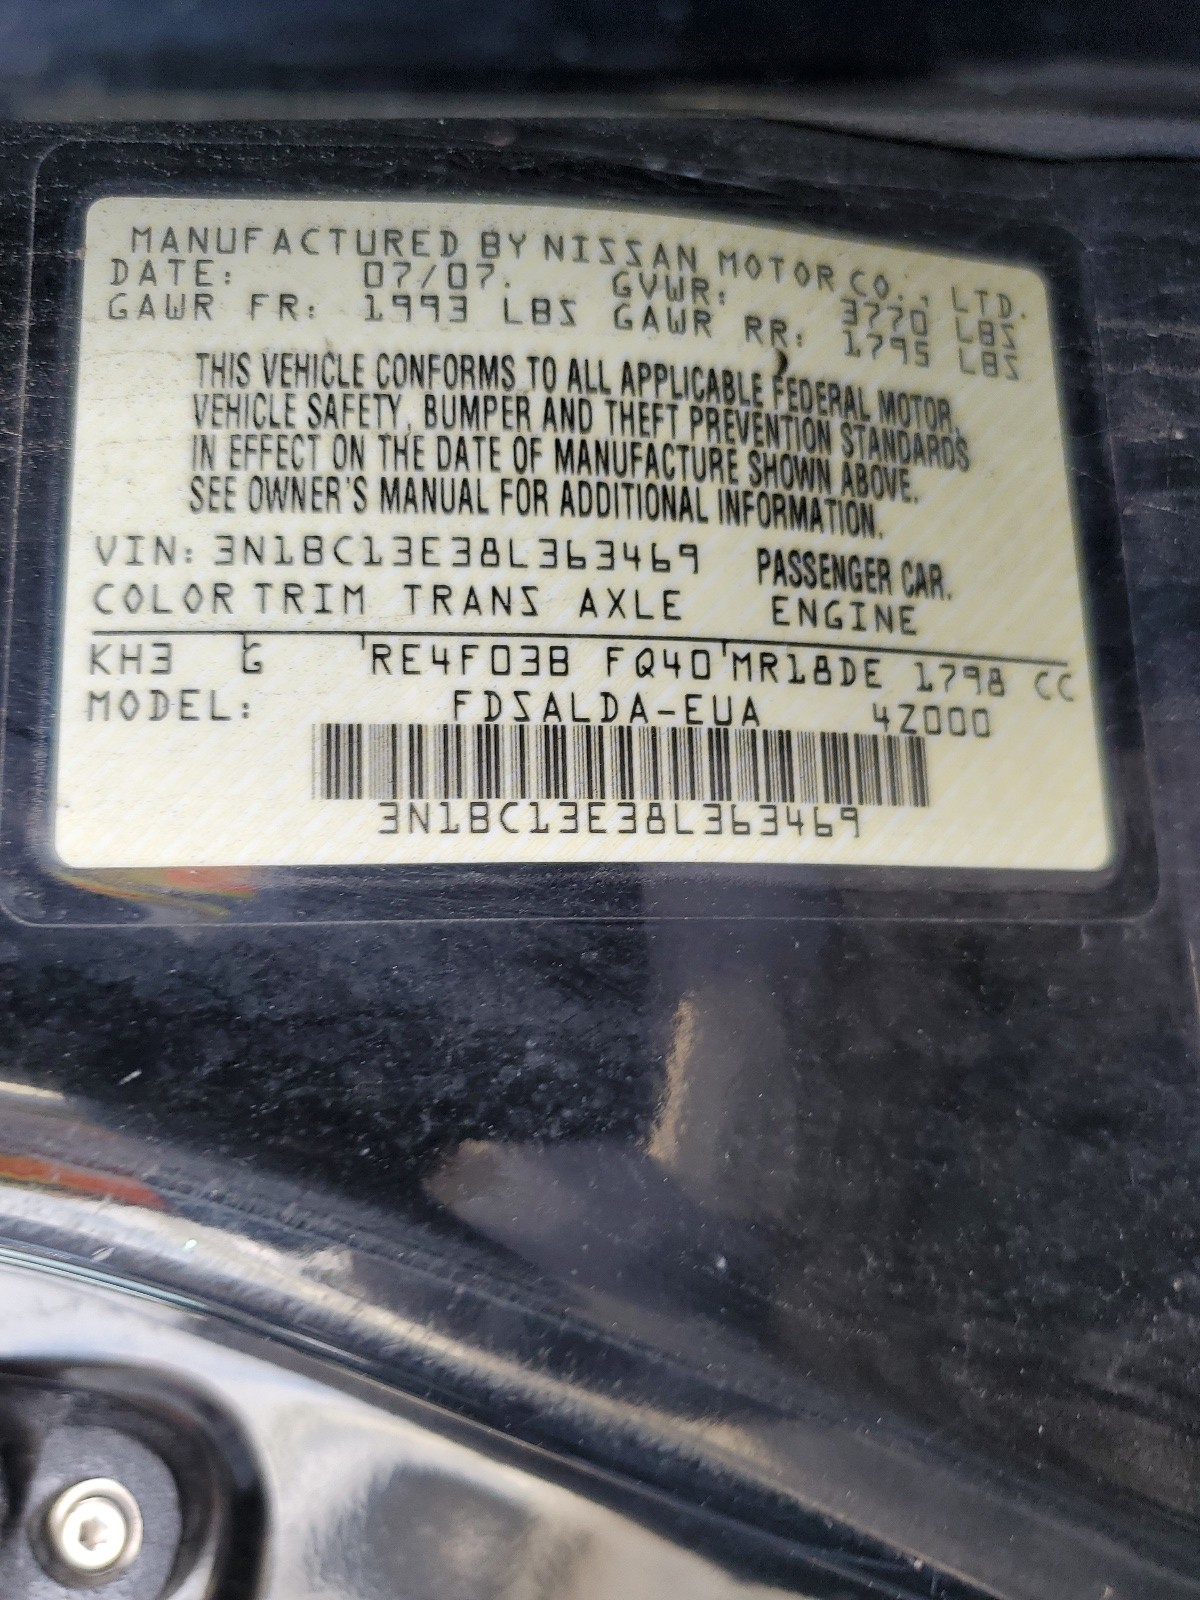 MANUFACTURED BY NISSAN MOTOR CO., LTD.
DATE: 07/07. GVWR: 3770 LBS
GAWR FR: 1993 LBS GAWR RR: 1795 LBS
THIS VEHICLE CONFORMS TO ALL APPLICABLE FEDERAL MOTOR
VEHICLE SAFETY, BUMPER AND THEFT PREVENTION STANDARDS
IN EFFECT ON THE DATE OF MANUFACTURE SHOWN ABOVE.
SEE OWNER'S MANUAL FOR ADDITIONAL INFORMATION.
VIN: 3N1BC13E38L363469 PASSENGER CAR.
COLOR TRIM TRANS AXLE ENGINE
KH3 G RE4F03B FQ40 MR18DE 1798 CC
MODEL: FDSALDA-EUA 4Z000
3N1BC13E38L363469